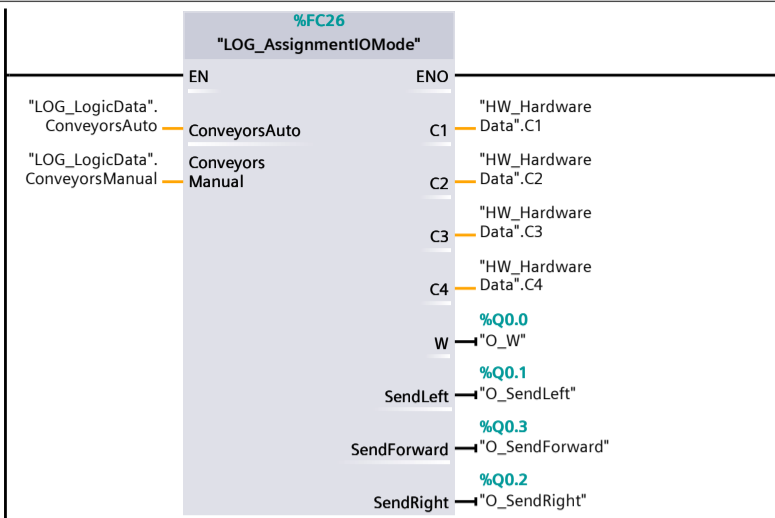 %FC26
"LOG_AssignmentIOMode"
EN
ENO
"LOG_LogicData".
ConveyorsAuto
ConveyorsAuto
C1
"HW_Hardware
Data".C1
"LOG_LogicData".
ConveyorsManual
Conveyors
Manual
C2
"HW_Hardware
Data".C2
C3
"HW_Hardware
Data".C3
C4
"HW_Hardware
Data".C4
W
%Q0.0
"O_W"
SendLeft
%Q0.1
"O_SendLeft"
SendForward
%Q0.3
"O_SendForward"
SendRight
%Q0.2
"O_SendRight"